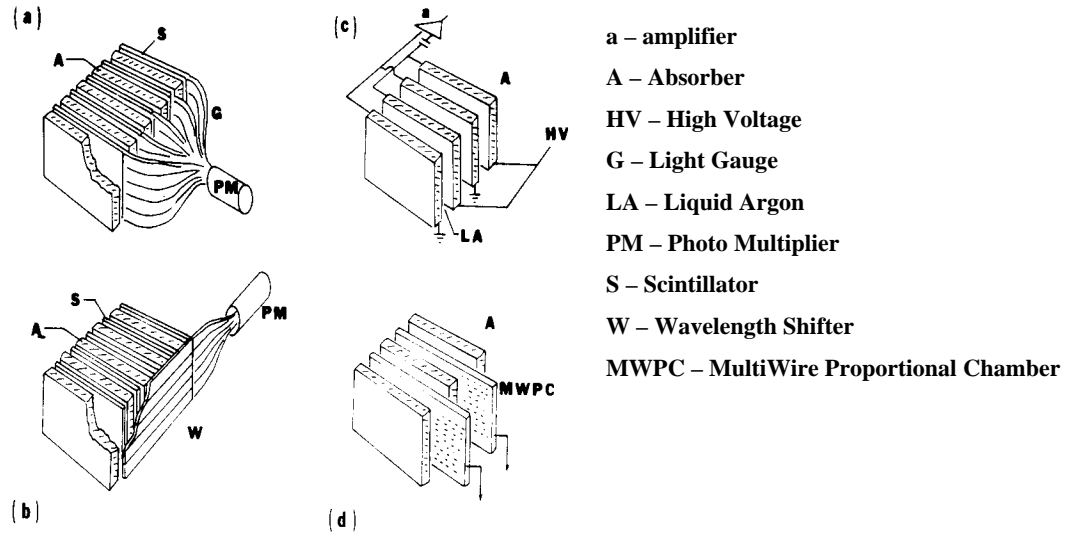 (a)
S
A
G
PM
(b)
S
A
PM
W
(c)
a
A
HV
LA
(d)
A
MWPC
a – amplifier
A – Absorber
HV – High Voltage
G – Light Gauge
LA – Liquid Argon
PM – Photo Multiplier
S – Scintillator
W – Wavelength Shifter
MWPC – MultiWire Proportional Chamber